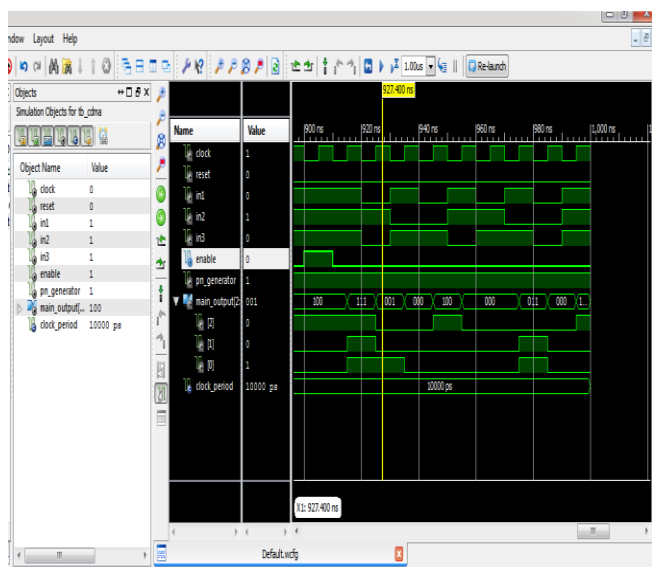 ndow Layout Help
1.00us Re-launch
Objects
Simulation Objects for tb_cdma
Object Name Value
clock 0
reset 0
in1 1
in2 1
in3 0
enable 1
pn_generator 1
main_output[... 100
clock_period 10000 ps
927.400 ns
Name Value
900 ns 920 ns 940 ns 960 ns 980 ns 1,000 ns
clock 1
reset 0
in1 0
in2 1
in3 0
enable 0
pn_generator 1
main_output[2: 001 100 111 001 000 100 000 011 000 1...
[2] 0
[1] 0
[0] 1
clock_period 10000 ps 10000 ps
X1: 927.400 ns
Default.wcfg